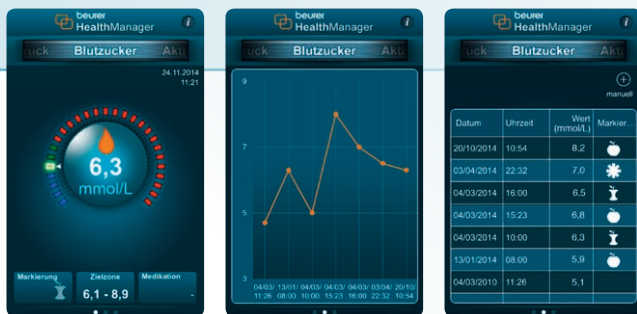 beurer
HealthManager
i
uck Blutzucker Akti
24.11.2014
11:21
6,3
mmol/L
Markierung
Zielzone
6,1 - 8,9
Medikation
-
beurer
HealthManager
i
uck Blutzucker Akti
9
7
5
3
04/03/ 13/01/ 04/03/ 04/03/ 04/03/ 03/04/ 20/10/
11:26 08:00 10:00 15:23 16:00 22:32 10:54
beurer
HealthManager
i
uck Blutzucker Akti
manuell
Datum Uhrzeit Wert (mmol/L) Markier...
20/10/2014 10:54 8,2
03/04/2014 22:32 7,0
04/03/2014 16:00 6,5
04/03/2014 15:23 6,8
04/03/2014 10:00 6,3
13/01/2014 08:00 5,9
04/03/2010 11:26 5,1